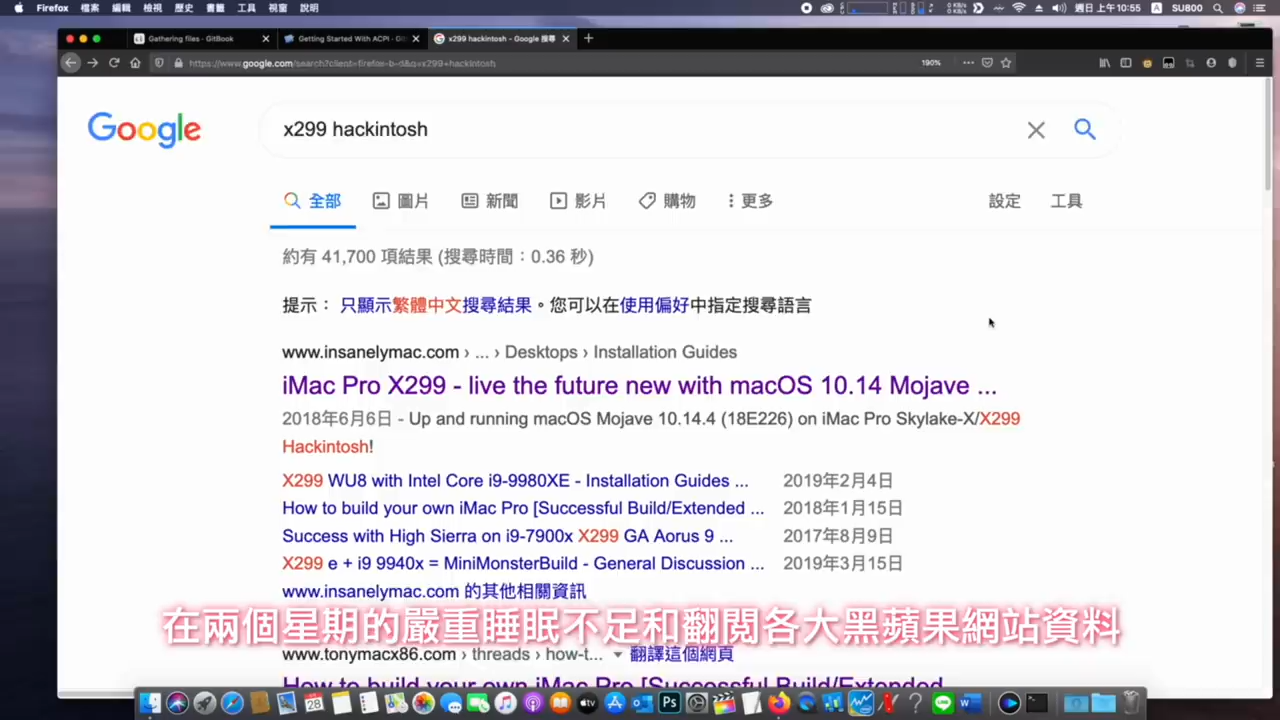 Firefox 檔案 編輯 檢視 歷史 書籤 工具 視窗 說明 週日 上午10:55 A SU800
Gathering files - GitBook
Getting Started With ACPI - Git
x299 hackintosh - Google 搜尋
https://www.google.com/search?client=firefox-b-d&q=x299+hackintosh 190%
Google x299 hackintosh
全部 圖片 新聞 影片 購物 更多 設定 工具
約有 41,700 項結果 (搜尋時間:0.36 秒)
提示: 只顯示繁體中文搜尋結果。您可以在使用偏好中指定搜尋語言
www.insanelymac.com › ... › Desktops › Installation Guides
iMac Pro X299 - live the future new with macOS 10.14 Mojave ...
2018年6月6日 - Up and running macOS Mojave 10.14.4 (18E226) on iMac Pro Skylake-X/X299
Hackintosh!
X299 WU8 with Intel Core i9-9980XE - Installation Guides ... 2019年2月4日
How to build your own iMac Pro [Successful Build/Extended ... 2018年1月15日
Success with High Sierra on i9-7900x X299 GA Aorus 9 ... 2017年8月9日
X299 e + i9 9940x = MiniMonsterBuild - General Discussion ... 2019年3月15日
www.insanelymac.com 的其他相關資訊
在兩個星期的嚴重睡眠不足和翻閲各大黑蘋果網站資料
www.tonymacx86.com › threads › how-t... 翻譯這個網頁
How to build your own iMac Pro [Successful Build/Extended
28